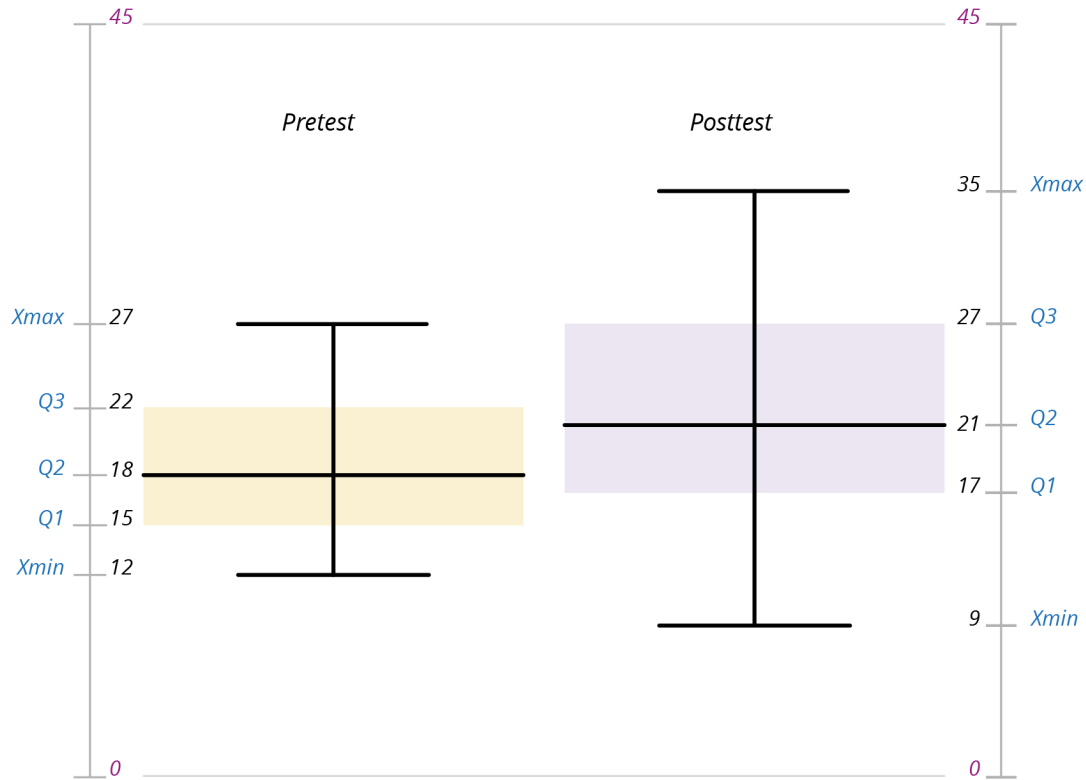 45
45
Pretest
Posttest
35 Xmax
Xmax 27
27 Q3
Q3 22
21 Q2
Q2 18
17 Q1
Q1 15
Xmin 12
9 Xmin
0
0